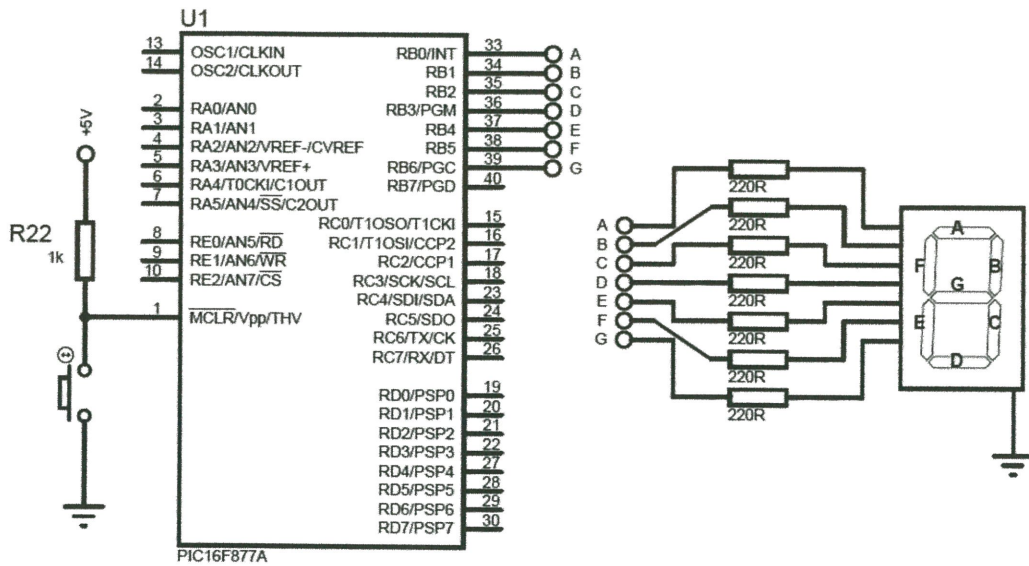 U1
13 OSC1/CLKIN
14 OSC2/CLKOUT
2 RA0/AN0
3 RA1/AN1
4 RA2/AN2/VREF-/CVREF
5 RA3/AN3/VREF+
6 RA4/T0CKI/C1OUT
7 RA5/AN4/SS/C2OUT
8 RE0/AN5/RD
9 RE1/AN6/WR
10 RE2/AN7/CS
1 MCLR/Vpp/THV
RB0/INT 33 A
RB1 34 B
RB2 35 C
RB3/PGM 36 D
RB4 37 E
RB5 38 F
RB6/PGC 39 G
RB7/PGD 40
RC0/T1OSO/T1CKI 15
RC1/T1OSI/CCP2 16
RC2/CCP1 17
RC3/SCK/SCL 18
RC4/SDI/SDA 23
RC5/SDO 24
RC6/TX/CK 25
RC7/RX/DT 26
RD0/PSP0 19
RD1/PSP1 20
RD2/PSP2 21
RD3/PSP3 22
RD4/PSP4 27
RD5/PSP5 28
RD6/PSP6 29
RD7/PSP7 30
PIC16F877A
+5V
R22
1k
A
B
C
D
E
F
G
220R
220R
220R
220R
220R
220R
220R
A
F B
G
E C
D